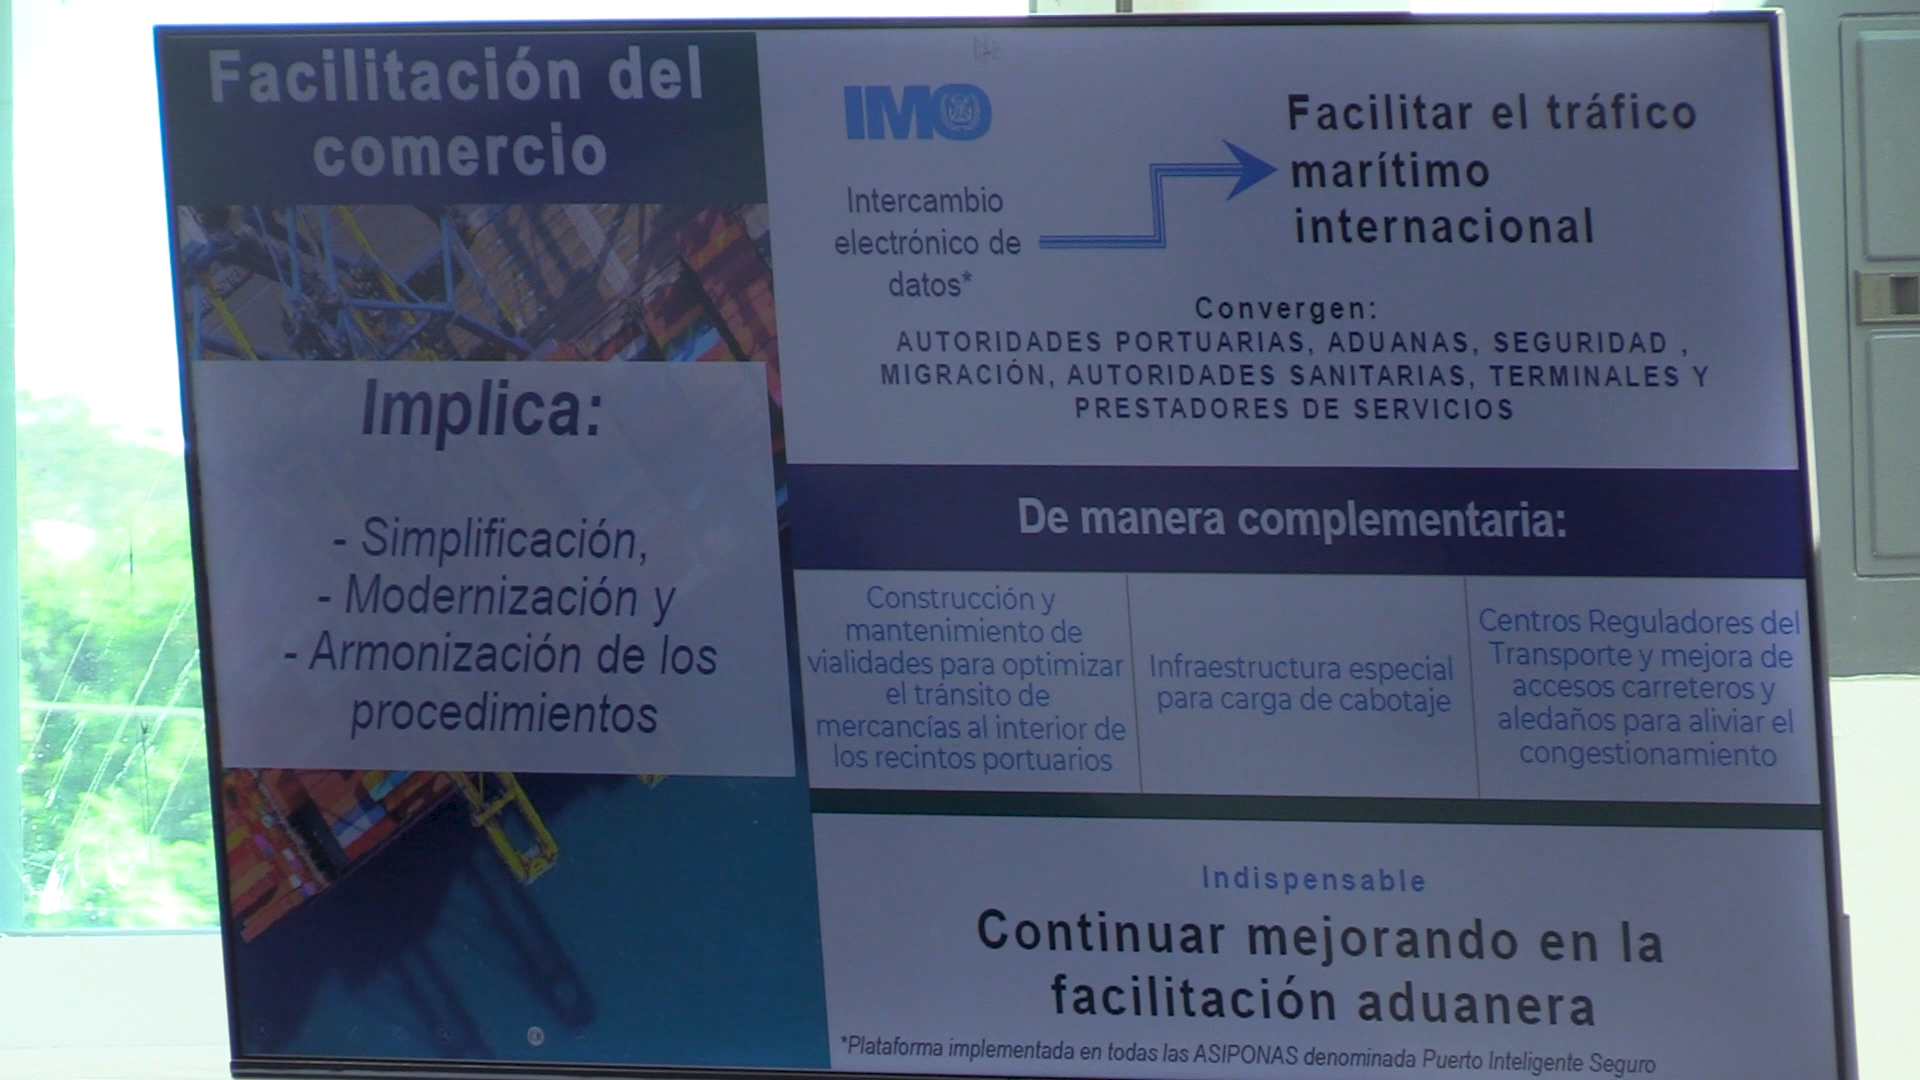 Facilitación del
comercio
Implica:
- Simplificación,
- Modernización y
- Armonización de los
procedimientos
IMO
Intercambio
electrónico de
datos*
Facilitar el tráfico
marítimo
internacional
Convergen:
AUTORIDADES PORTUARIAS, ADUANAS, SEGURIDAD ,
MIGRACIÓN, AUTORIDADES SANITARIAS, TERMINALES Y
PRESTADORES DE SERVICIOS
De manera complementaria:
Construcción y
mantenimiento de
vialidades para optimizar
el tránsito de
mercancías al interior de
los recintos portuarios
Infraestructura especial
para carga de cabotaje
Centros Reguladores del
Transporte y mejora de
accesos carreteros y
aledaños para aliviar el
congestionamiento
Indispensable
Continuar mejorando en la
facilitación aduanera
*Plataforma implementada en todas las ASIPONAS denominada Puerto Inteligente Seguro